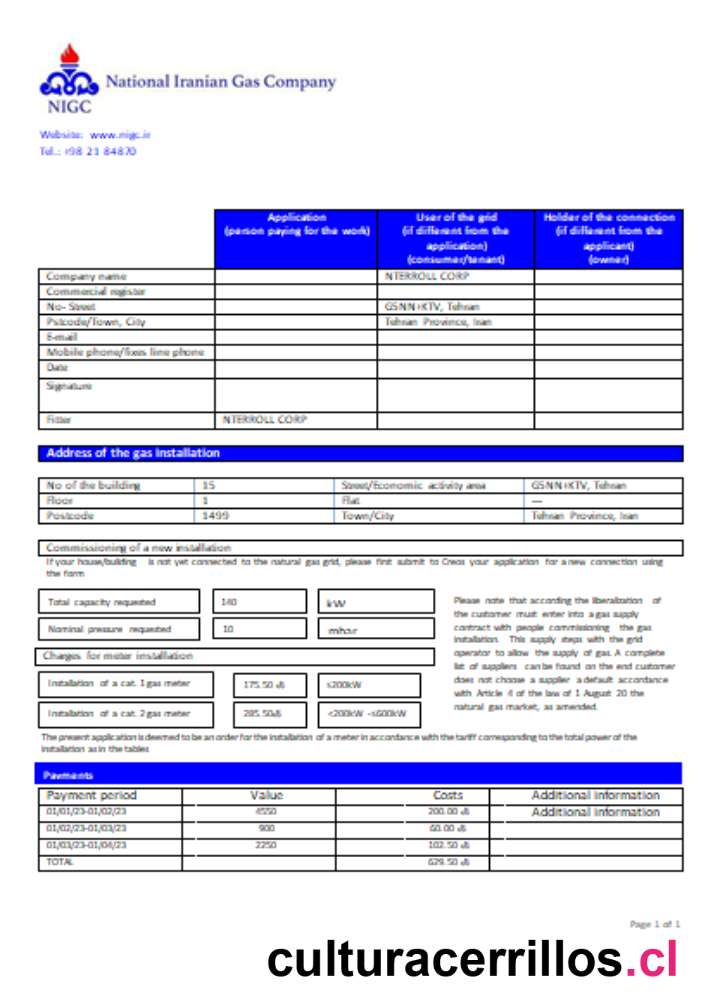 National Iranian Gas Company
NIGC
Website: www.nigc.ir
Tel.: +98 21 84870
Application
(person paying for the work)
User of the grid
(if different from the
application)
(consumer/tenant)
Holder of the connection
(if different from the
applicant)
(owner)
Company name NTERROLL CORP
Commercial register
No- Street GSNN+KTV, Tehran
Pstcode/Town, City Tehran Province, Iran
E-mail
Mobile phone/fixes line phone
Date
Signature
Fitter NTERROLL CORP
Address of the gas installation
No of the building 15 Street/Economic activity area GSNN+KTV, Tehran
Floor 1 Flat —
Postcode 1499 Town/City Tehran Province, Iran
Commissioning of a new installation
If your house/building is not yet connected to the natural gas grid, please first submit to Creos your application for a new connection using
the form
Total capacity requested 140 kW
Nominal pressure requested 10 mbar
Charges for meter installation
Installation of a cat. 1 gas meter 175.50 ≤200kW
Installation of a cat. 2 gas meter 285.50 <200kW -≤600kW
Please note that according the liberalization of
the customer must enter into a gas supply
contract with people commissioning the gas
installation. This supply steps with the grid
operator to allow the supply of gas. A complete
list of suppliers can be found on the end customer
does not choose a supplier a default accordance
with Article 4 of the law of 1 August 20 the
natural gas market, as amended.
The present application is deemed to be an order for the installation of a meter in accordance with the tariff corresponding to the total power of the
installation as in the tables
Payments
Payment period Value Costs Additional information
01/01/23-01/02/23 4550 200.00 Additional information
01/02/23-01/03/23 900 60.00
01/03/23-01/04/23 2250 102.50
TOTAL 629.50
Page 1 of 1
culturacerrillos.cl